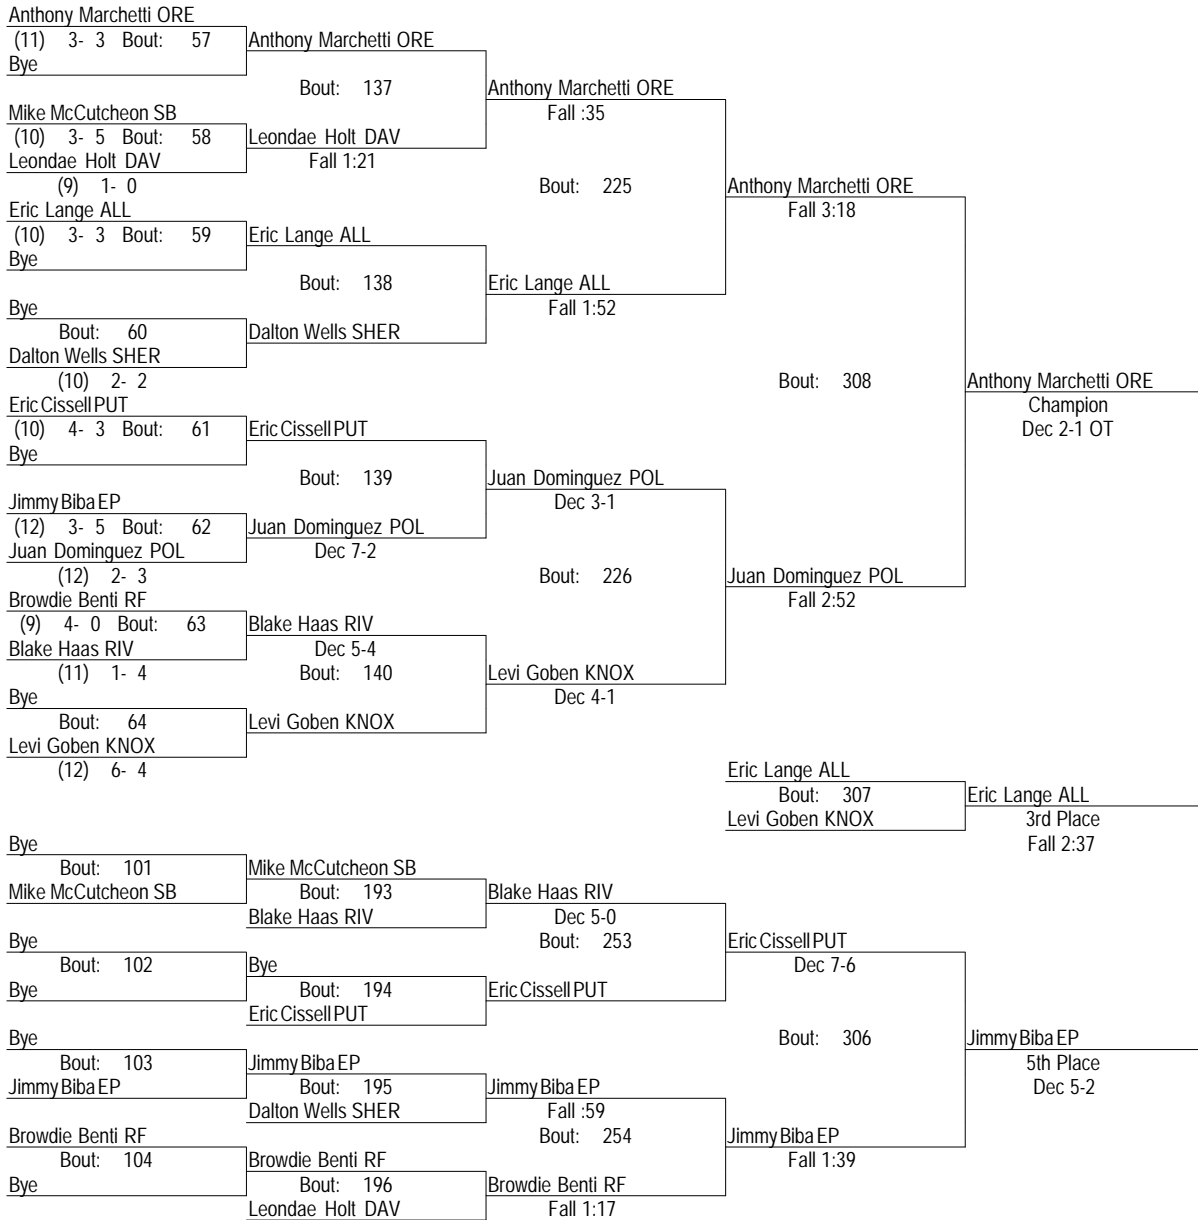 Anthony Marchetti ORE
(11) 3- 3 Bout: 57 Anthony Marchetti ORE
Bye
Bout: 137 Anthony Marchetti ORE
Mike McCutcheon SB Fall :35
(10) 3- 5 Bout: 58 Leondae Holt DAV
Leondae Holt DAV Fall 1:21
(9) 1- 0 Bout: 225 Anthony Marchetti ORE
Eric Lange ALL Fall 3:18
(10) 3- 3 Bout: 59 Eric Lange ALL
Bye
Bout: 138 Eric Lange ALL
Bye Fall 1:52
Bout: 60 Dalton Wells SHER
Dalton Wells SHER
(10) 2- 2 Bout: 308 Anthony Marchetti ORE
Eric Cissell PUT Champion
(10) 4- 3 Bout: 61 Eric Cissell PUT Dec 2-1 OT
Bye
Bout: 139 Juan Dominguez POL
Jimmy Biba EP Dec 3-1
(12) 3- 5 Bout: 62 Juan Dominguez POL
Juan Dominguez POL Dec 7-2
(12) 2- 3 Bout: 226 Juan Dominguez POL
Browdie Benti RF Fall 2:52
(9) 4- 0 Bout: 63 Blake Haas RIV
Blake Haas RIV Dec 5-4
(11) 1- 4 Bout: 140 Levi Goben KNOX
Bye Dec 4-1
Bout: 64 Levi Goben KNOX
Levi Goben KNOX
(12) 6- 4 Eric Lange ALL
Bout: 307 Eric Lange ALL
Levi Goben KNOX 3rd Place
Bye Fall 2:37
Bout: 101 Mike McCutcheon SB
Mike McCutcheon SB Bout: 193 Blake Haas RIV
Blake Haas RIV Dec 5-0
Bye Bout: 253 Eric Cissell PUT
Bout: 102 Bye Dec 7-6
Bye Bout: 194 Eric Cissell PUT
Eric Cissell PUT
Bye Bout: 306 Jimmy Biba EP
Bout: 103 Jimmy Biba EP 5th Place
Jimmy Biba EP Bout: 195 Jimmy Biba EP Dec 5-2
Dalton Wells SHER Fall :59
Browdie Benti RF Bout: 254 Jimmy Biba EP
Bout: 104 Browdie Benti RF Fall 1:39
Bye Bout: 196 Browdie Benti RF
Leondae Holt DAV Fall 1:17